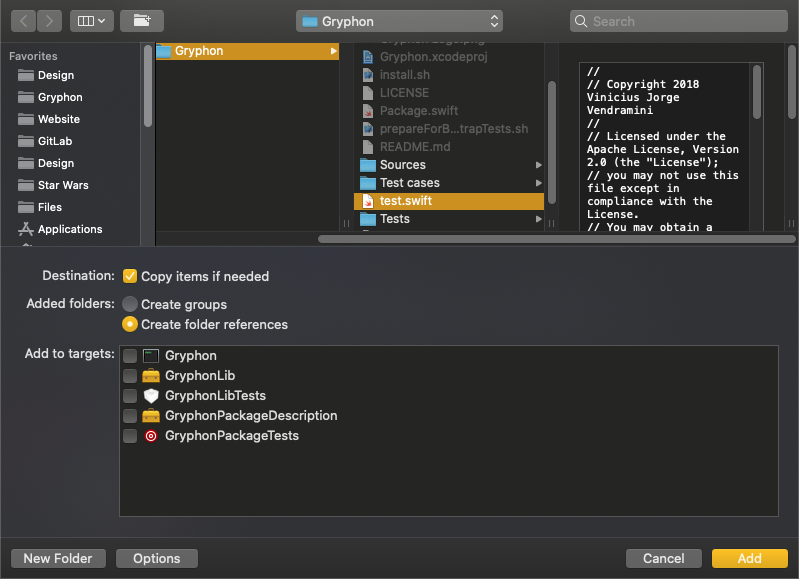 Gryphon
Search
Favorites
Design
Gryphon
Website
GitLab
Design
Star Wars
Files
Applications
Gryphon
Gryphon.xcodeproj
install.sh
LICENSE
Package.swift
prepareForB...trapTests.sh
README.md
Sources
Test cases
test.swift
Tests
//
// Copyright 2018
Vinicius Jorge
Vendramini
//
// Licensed under the
Apache License, Version
2.0 (the "License");
// you may not use this
file except in
compliance with the
License.
// You may obtain a
Destination:
Copy items if needed
Added folders:
Create groups
Create folder references
Add to targets:
Gryphon
GryphonLib
GryphonLibTests
GryphonPackageDescription
GryphonPackageTests
New Folder
Options
Cancel
Add